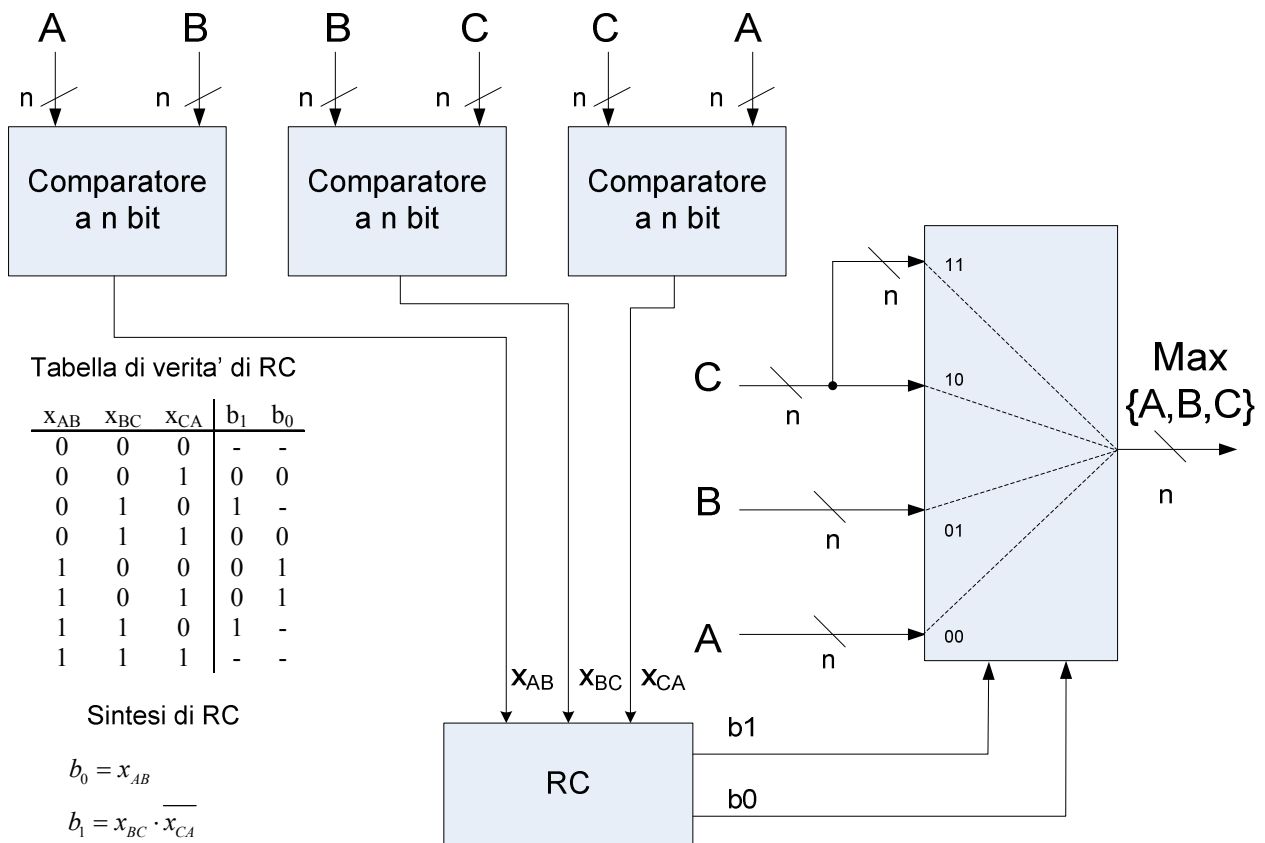 A B B C C A
n n n n n n
Comparatore
a n bit
Comparatore
a n bit
Comparatore
a n bit
Tabella di verita' di RC
xAB xBC xCA b1 b0
0 0 0 - -
0 0 1 0 0
0 1 0 1 -
0 1 1 0 0
1 0 0 0 1
1 0 1 0 1
1 1 0 1 -
1 1 1 - -
Sintesi di RC
b0 = xAB
b1 = xBC · x̅CA
xAB xBC xCA
RC
b1
b0
n
11
C
n
10
B
n
01
A
n
00
Max
{A,B,C}
n